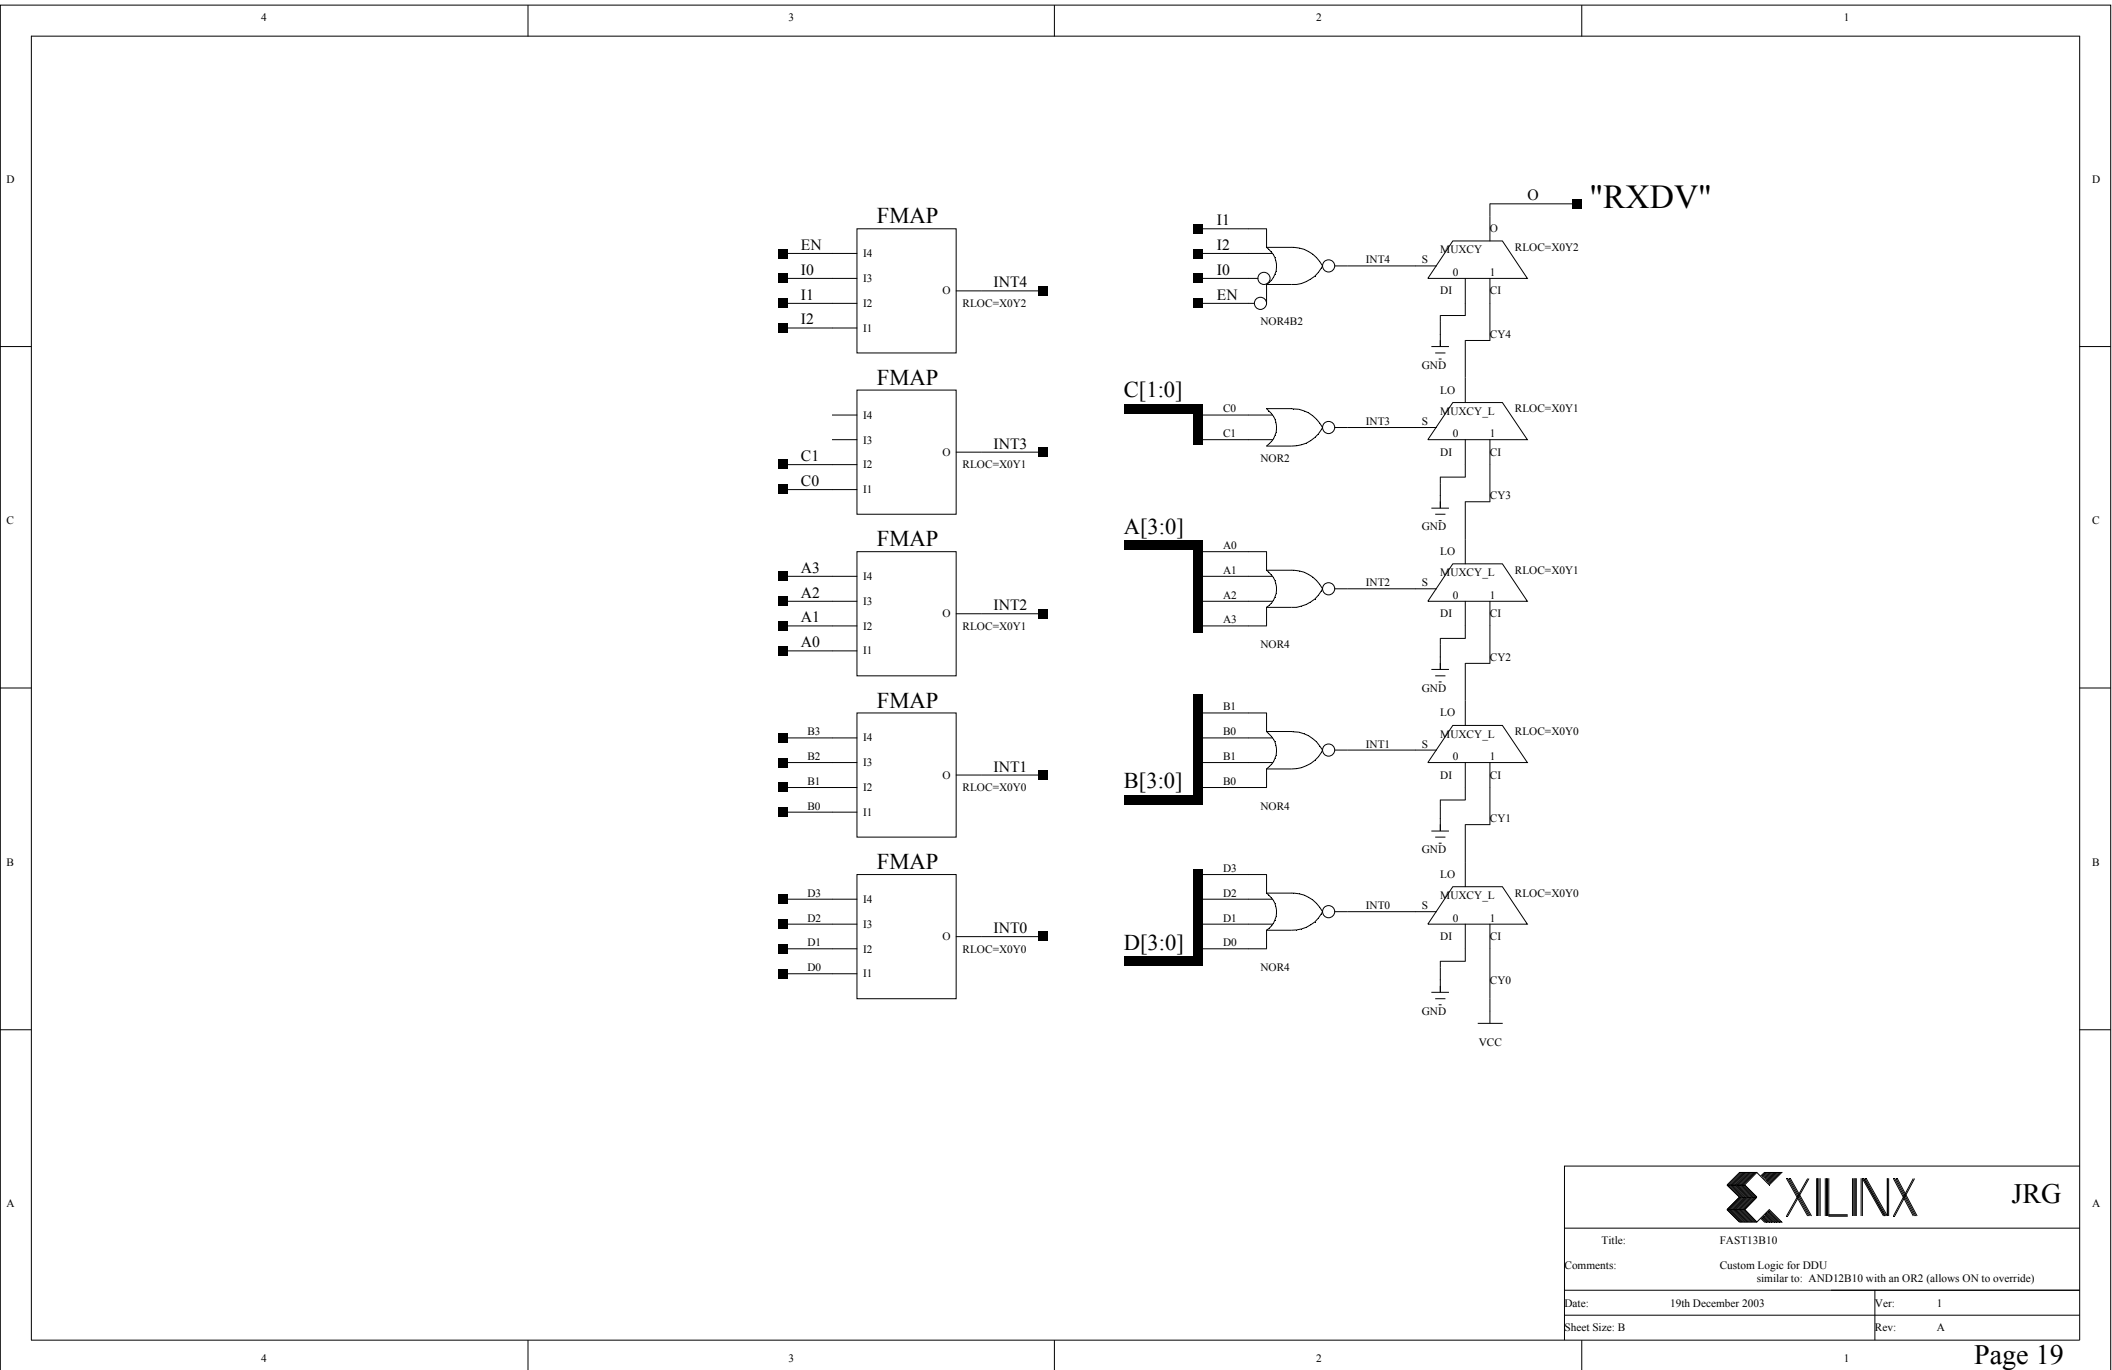 4 3 2 1
D D
"RXDV"
O
FMAP
EN I4
I0 I3
I1 I2
I2 I1
O INT4
RLOC=X0Y2
I1
I2
I0
EN
NOR4B2
INT4 S
MUXCY
O
RLOC=X0Y2
0 1
DI CI
GND
CY4
FMAP
I4
I3
C1 I2
C0 I1
O INT3
RLOC=X0Y1
C[1:0]
C0
C1
NOR2
INT3 S
LO
MUXCY_L
RLOC=X0Y1
0 1
DI CI
GND
CY3
C C
FMAP
A3 I4
A2 I3
A1 I2
A0 I1
O INT2
RLOC=X0Y1
A[3:0]
A0
A1
A2
A3
NOR4
INT2 S
LO
MUXCY_L
RLOC=X0Y1
0 1
DI CI
GND
CY2
FMAP
B3 I4
B2 I3
B1 I2
B0 I1
O INT1
RLOC=X0Y0
B1
B0
B1
B0
B[3:0]
NOR4
INT1 S
LO
MUXCY_L
RLOC=X0Y0
0 1
DI CI
GND
CY1
B B
FMAP
D3 I4
D2 I3
D1 I2
D0 I1
O INT0
RLOC=X0Y0
D3
D2
D1
D0
D[3:0]
NOR4
INT0 S
LO
MUXCY_L
RLOC=X0Y0
0 1
DI CI
GND
CY0
VCC
A A
XILINX JRG
Title: FAST13B10
Comments: Custom Logic for DDU
similar to: AND12B10 with an OR2 (allows ON to override)
Date: 19th December 2003 Ver: 1
Sheet Size: B Rev: A
4 3 2 1
Page 19